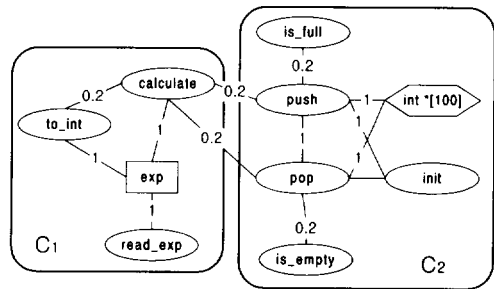 is_full
0.2
calculate
0.2
0.2
push
1
int *[100]
to_int
1
1
0.2
1
1
1
exp
pop
init
1
0.2
read_exp
is_empty
C1
C2